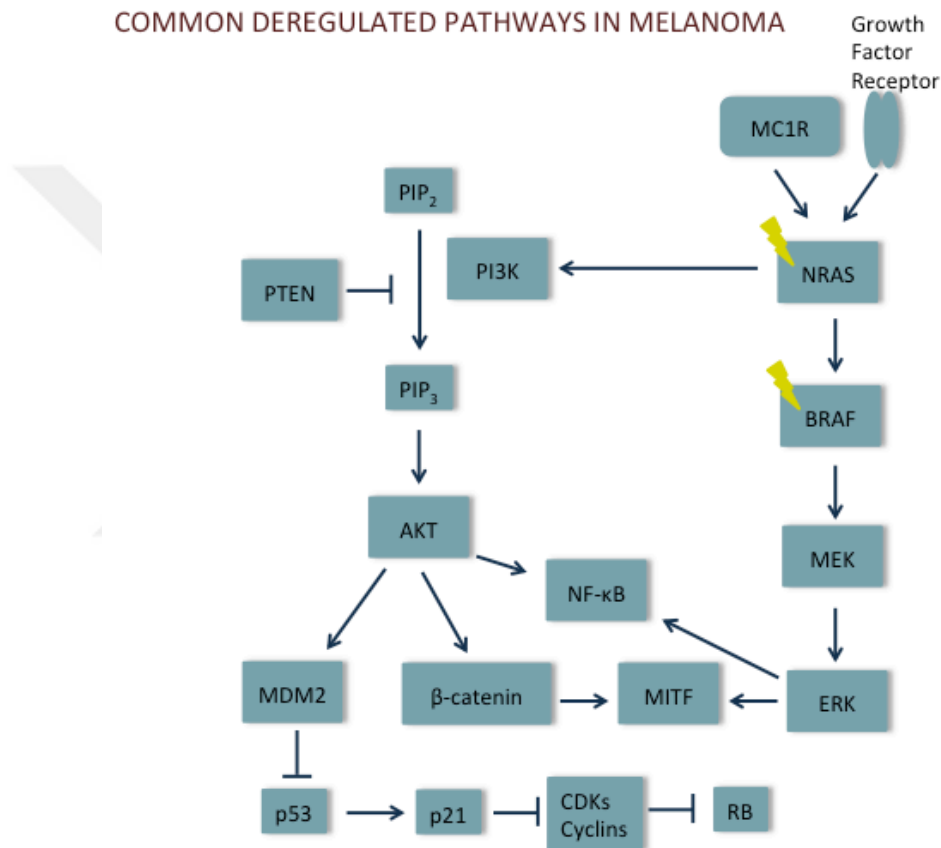 COMMON DEREGULATED PATHWAYS IN MELANOMA
Growth
Factor
Receptor
MC1R
PIP₂
PI3K
NRAS
PTEN
PIP₃
BRAF
AKT
MEK
NF-κB
MDM2
β-catenin
MITF
ERK
p53
p21
CDKs
Cyclins
RB